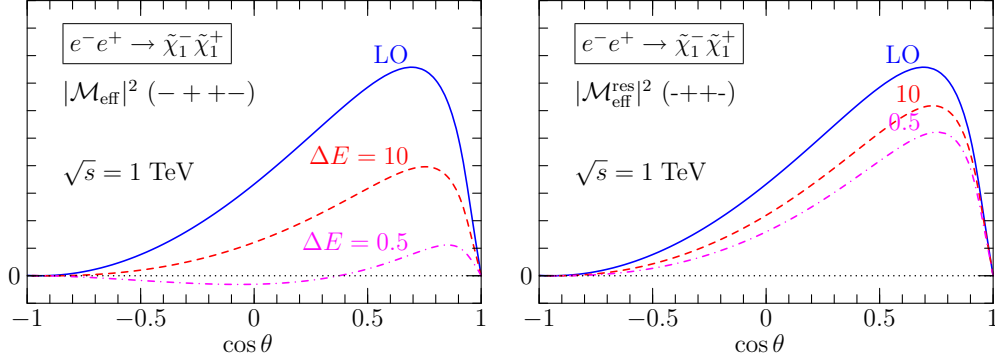 e⁻e⁺ → χ̃₁⁻χ̃₁⁺
LO
|ℳ_eff|² (− + +−)
ΔE = 10
√s = 1 TeV
ΔE = 0.5
0
−1 −0.5 0 0.5 1
cos θ
e⁻e⁺ → χ̃₁⁻χ̃₁⁺
LO
|ℳ_eff^res|² (-++-)
10
0.5
√s = 1 TeV
0
−1 −0.5 0 0.5 1
cos θ